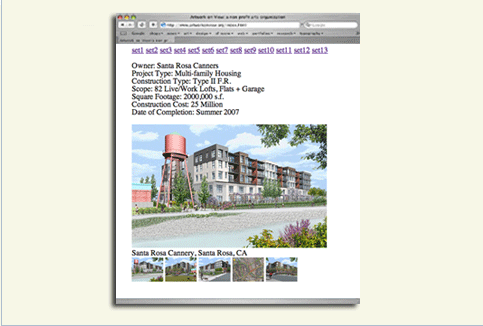 Artwork on View: a non profit arts organization
set1 set2 set3 set4 set5 set6 set7 set8 set9 set10 set11 set12 set13
Owner: Santa Rosa Canners
Project Type: Multi-family Housing
Construction Type: Type II F.R.
Scope: 82 Live/Work Lofts, Flats + Garage
Square Footage: 2000,000 s.f.
Construction Cost: 25 Million
Date of Completion: Summer 2007
Santa Rosa Cannery, Santa Rosa, CA